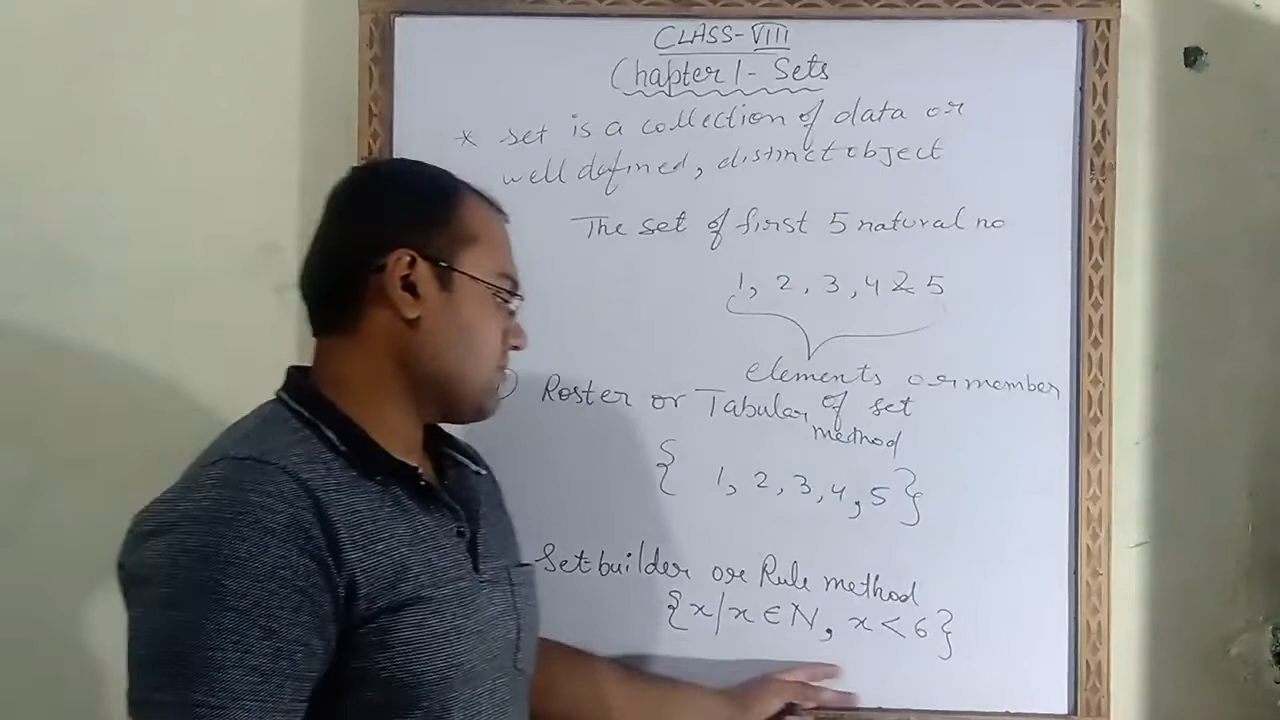 CLASS-VIII
Chapter 1- Sets
* set is a collection of data or
well defined, distinct object
The set of first 5 natural no
1, 2, 3, 4 & 5
elements or member
of set
Roster or Tabular
method
{ 1, 2, 3, 4, 5 }
Set builder or Rule method
{x/x ∈ N, x < 6}